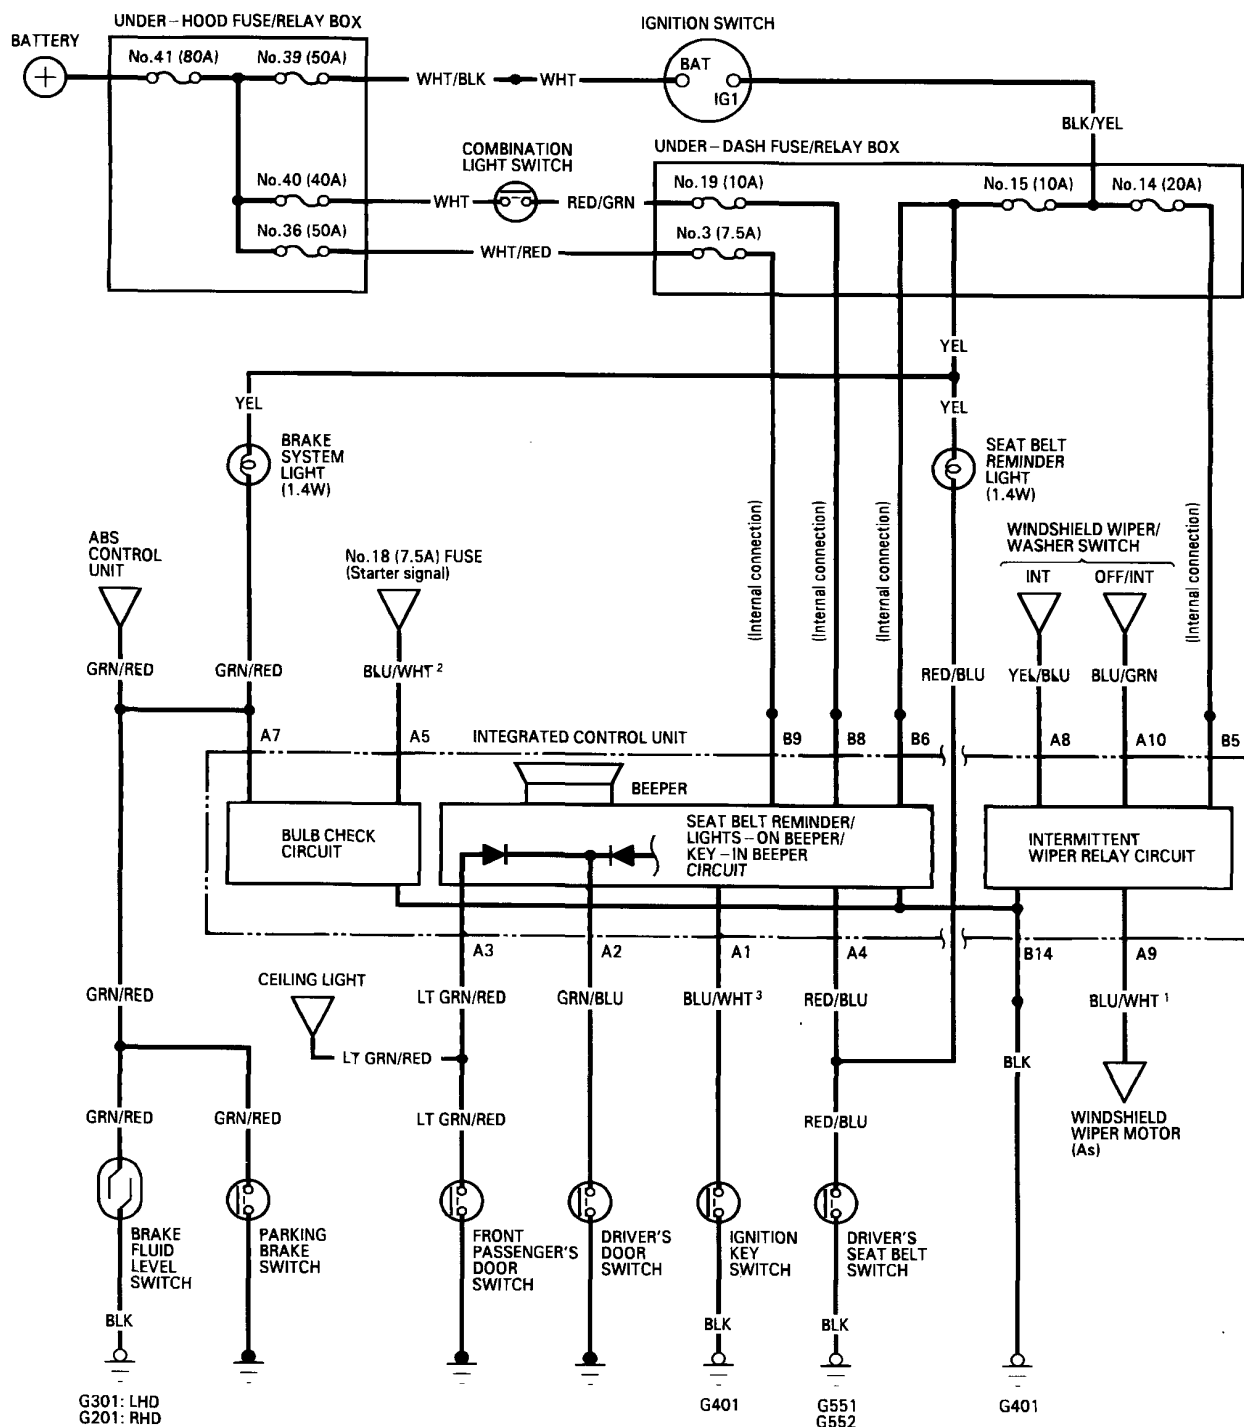 UNDER-HOOD FUSE/RELAY BOX
IGNITION SWITCH
BATTERY
No.41 (80A)
No.39 (50A)
WHT/BLK
WHT
BAT
IG1
BLK/YEL
COMBINATION
LIGHT SWITCH
UNDER-DASH FUSE/RELAY BOX
No.40 (40A)
WHT
RED/GRN
No.19 (10A)
No.15 (10A)
No.14 (20A)
No.36 (50A)
WHT/RED
No.3 (7.5A)
YEL
YEL
YEL
BRAKE
SYSTEM
LIGHT
(1.4W)
SEAT BELT
REMINDER
LIGHT
(1.4W)
(Internal connection)
(Internal connection)
(Internal connection)
(Internal connection)
ABS
CONTROL
UNIT
No.18 (7.5A) FUSE
(Starter signal)
WINDSHIELD WIPER/
WASHER SWITCH
INT
OFF/INT
GRN/RED
GRN/RED
BLU/WHT 2
RED/BLU
YEL/BLU
BLU/GRN
A7
A5
INTEGRATED CONTROL UNIT
B9
B8
B6
A8
A10
B5
BEEPER
BULB CHECK
CIRCUIT
SEAT BELT REMINDER/
LIGHTS-ON BEEPER/
KEY-IN BEEPER
CIRCUIT
INTERMITTENT
WIPER RELAY CIRCUIT
A3
A2
A1
A4
B14
A9
GRN/RED
CEILING LIGHT
LT GRN/RED
GRN/BLU
BLU/WHT 3
RED/BLU
BLU/WHT 1
LT GRN/RED
BLK
GRN/RED
GRN/RED
LT GRN/RED
RED/BLU
WINDSHIELD
WIPER MOTOR
(As)
BRAKE
FLUID
LEVEL
SWITCH
PARKING
BRAKE
SWITCH
FRONT
PASSENGER'S
DOOR
SWITCH
DRIVER'S
DOOR
SWITCH
IGNITION
KEY
SWITCH
DRIVER'S
SEAT BELT
SWITCH
BLK
BLK
BLK
G301: LHD
G201: RHD
G401
G551
G552
G401